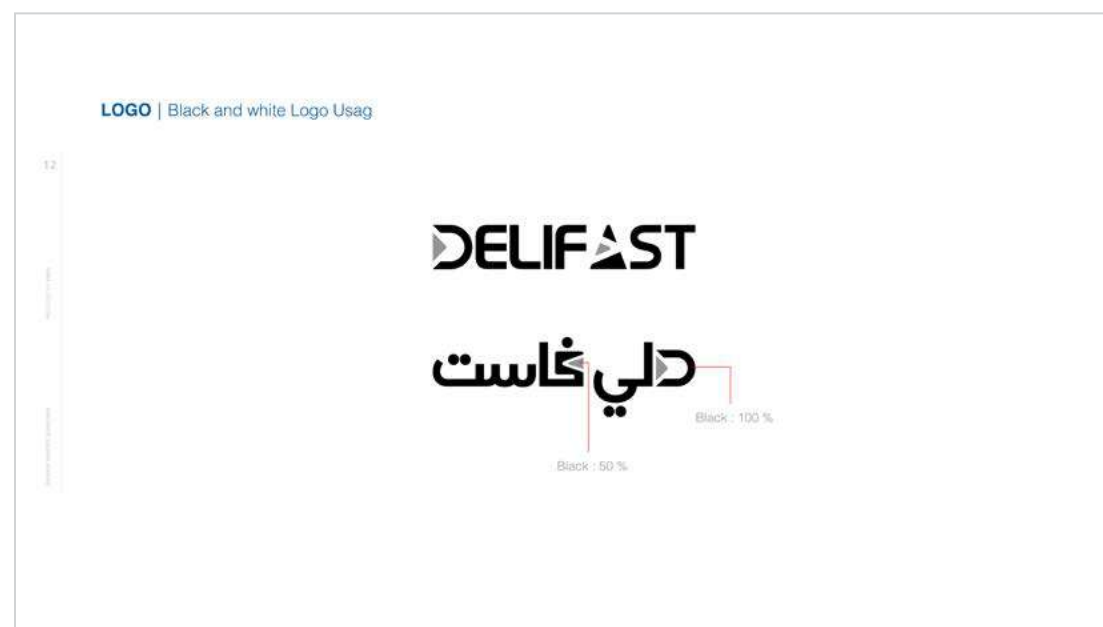 LOGO | Black and white Logo Usag
12
DELIFAST
دلي فاست
Black : 100 %
Black : 50 %